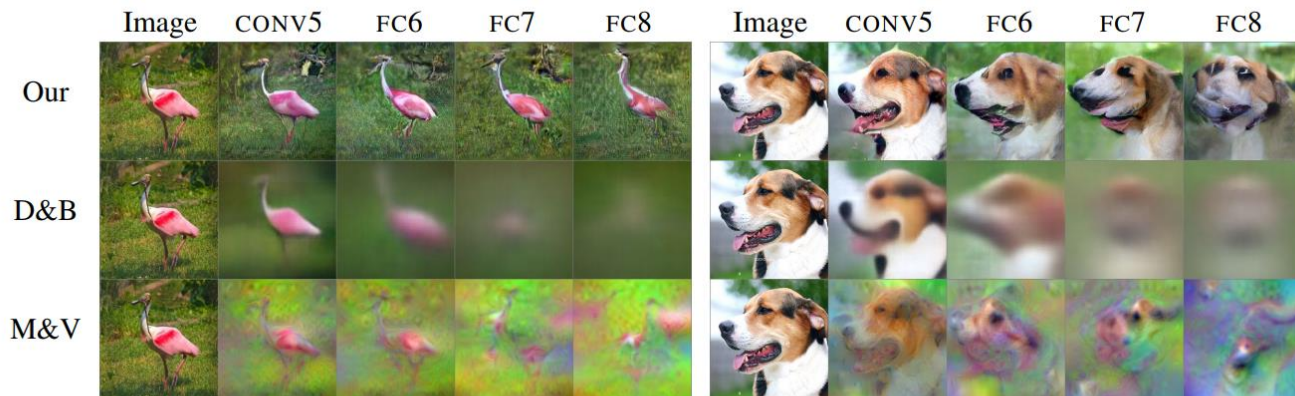 Image CONV5 FC6 FC7 FC8 Image CONV5 FC6 FC7 FC8
Our
D&B
M&V